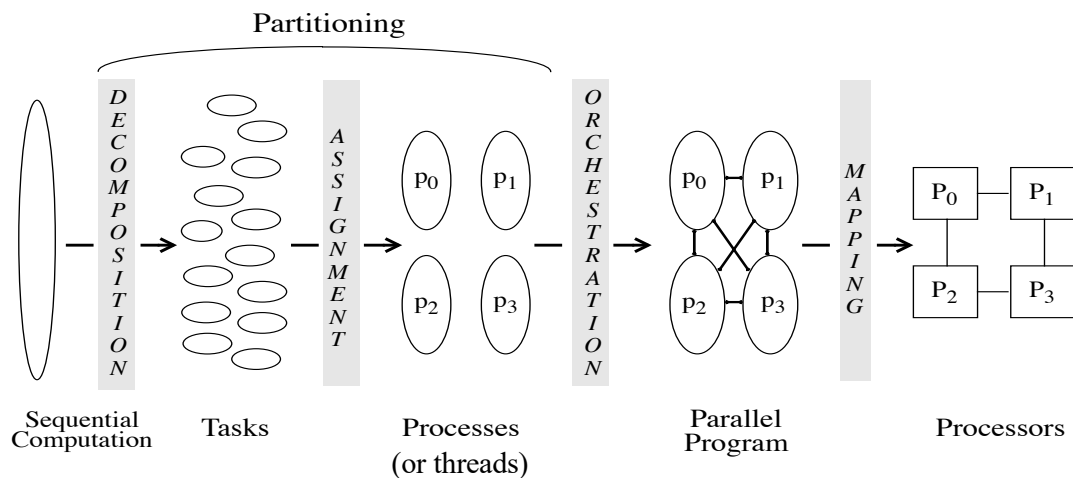 Partitioning
DECOMPOSITION
ASSIGNMENT
ORCHESTRATION
MAPPING
p0
p1
p2
p3
p0
p1
p2
p3
P0
P1
P2
P3
Sequential
Computation
Tasks
Processes
(or threads)
Parallel
Program
Processors